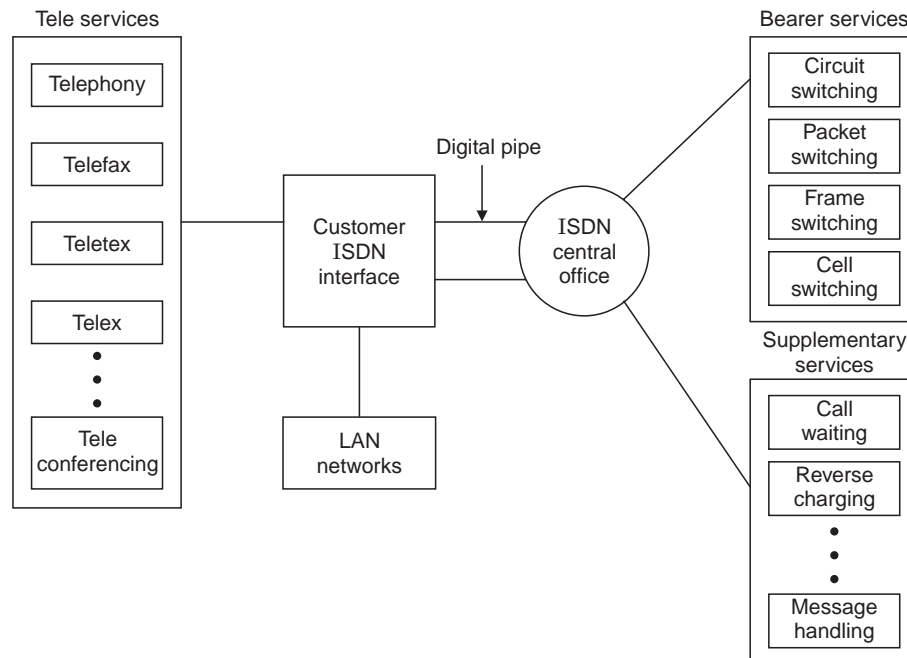 Tele services
Telephony
Telefax
Teletex
Telex
Tele
conferencing
Customer
ISDN
interface
LAN
networks
Digital pipe
ISDN
central
office
Bearer services
Circuit
switching
Packet
switching
Frame
switching
Cell
switching
Supplementary
services
Call
waiting
Reverse
charging
Message
handling